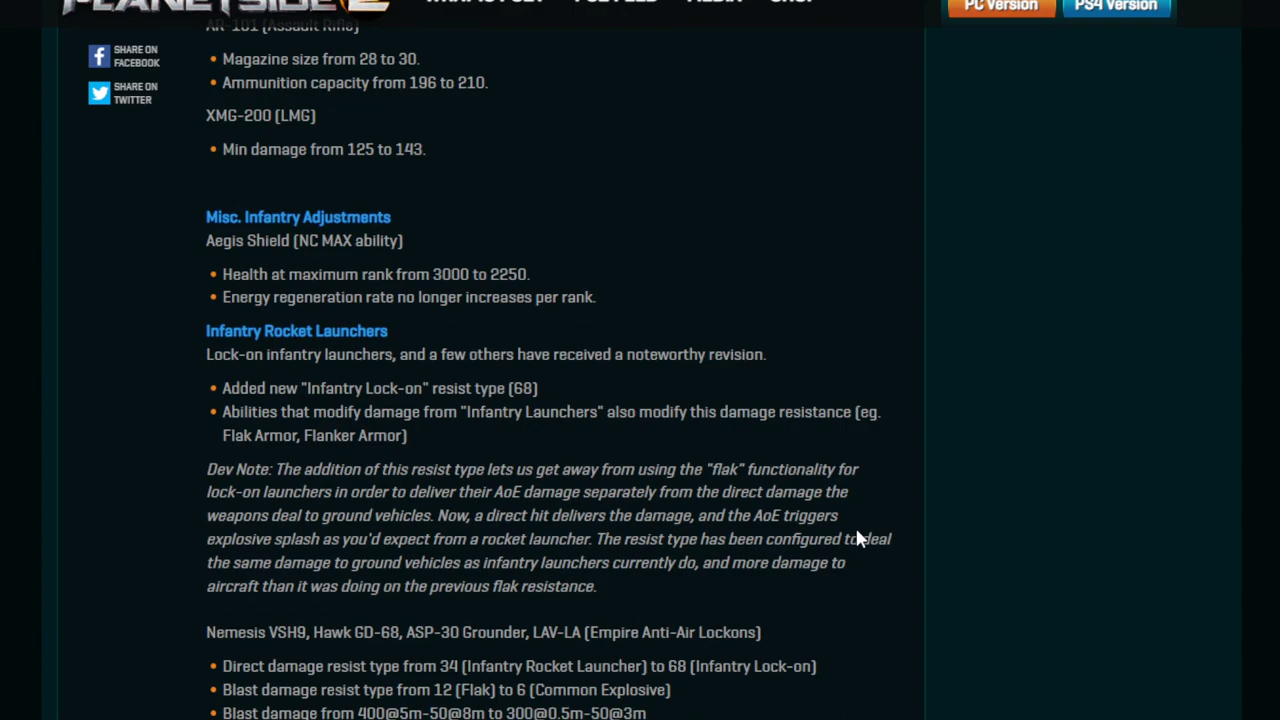 PLANETSIDE 2
PC Version
PS4 Version
AR-101 (Assault Rifle)
SHARE ON
FACEBOOK
SHARE ON
TWITTER
• Magazine size from 28 to 30.
• Ammunition capacity from 196 to 210.
XMG-200 (LMG)
• Min damage from 125 to 143.
Misc. Infantry Adjustments
Aegis Shield (NC MAX ability)
• Health at maximum rank from 3000 to 2250.
• Energy regeneration rate no longer increases per rank.
Infantry Rocket Launchers
Lock-on infantry launchers, and a few others have received a noteworthy revision.
• Added new "Infantry Lock-on" resist type (68)
• Abilities that modify damage from "Infantry Launchers" also modify this damage resistance (eg.
Flak Armor, Flanker Armor)
Dev Note: The addition of this resist type lets us get away from using the "flak" functionality for
lock-on launchers in order to deliver their AoE damage separately from the direct damage the
weapons deal to ground vehicles. Now, a direct hit delivers the damage, and the AoE triggers
explosive splash as you'd expect from a rocket launcher. The resist type has been configured to deal
the same damage to ground vehicles as infantry launchers currently do, and more damage to
aircraft than it was doing on the previous flak resistance.
Nemesis VSH9, Hawk GD-68, ASP-30 Grounder, LAV-LA (Empire Anti-Air Lockons)
• Direct damage resist type from 34 (Infantry Rocket Launcher) to 68 (Infantry Lock-on)
• Blast damage resist type from 12 (Flak) to 6 (Common Explosive)
• Blast damage from 400@5m-50@8m to 300@0.5m-50@3m